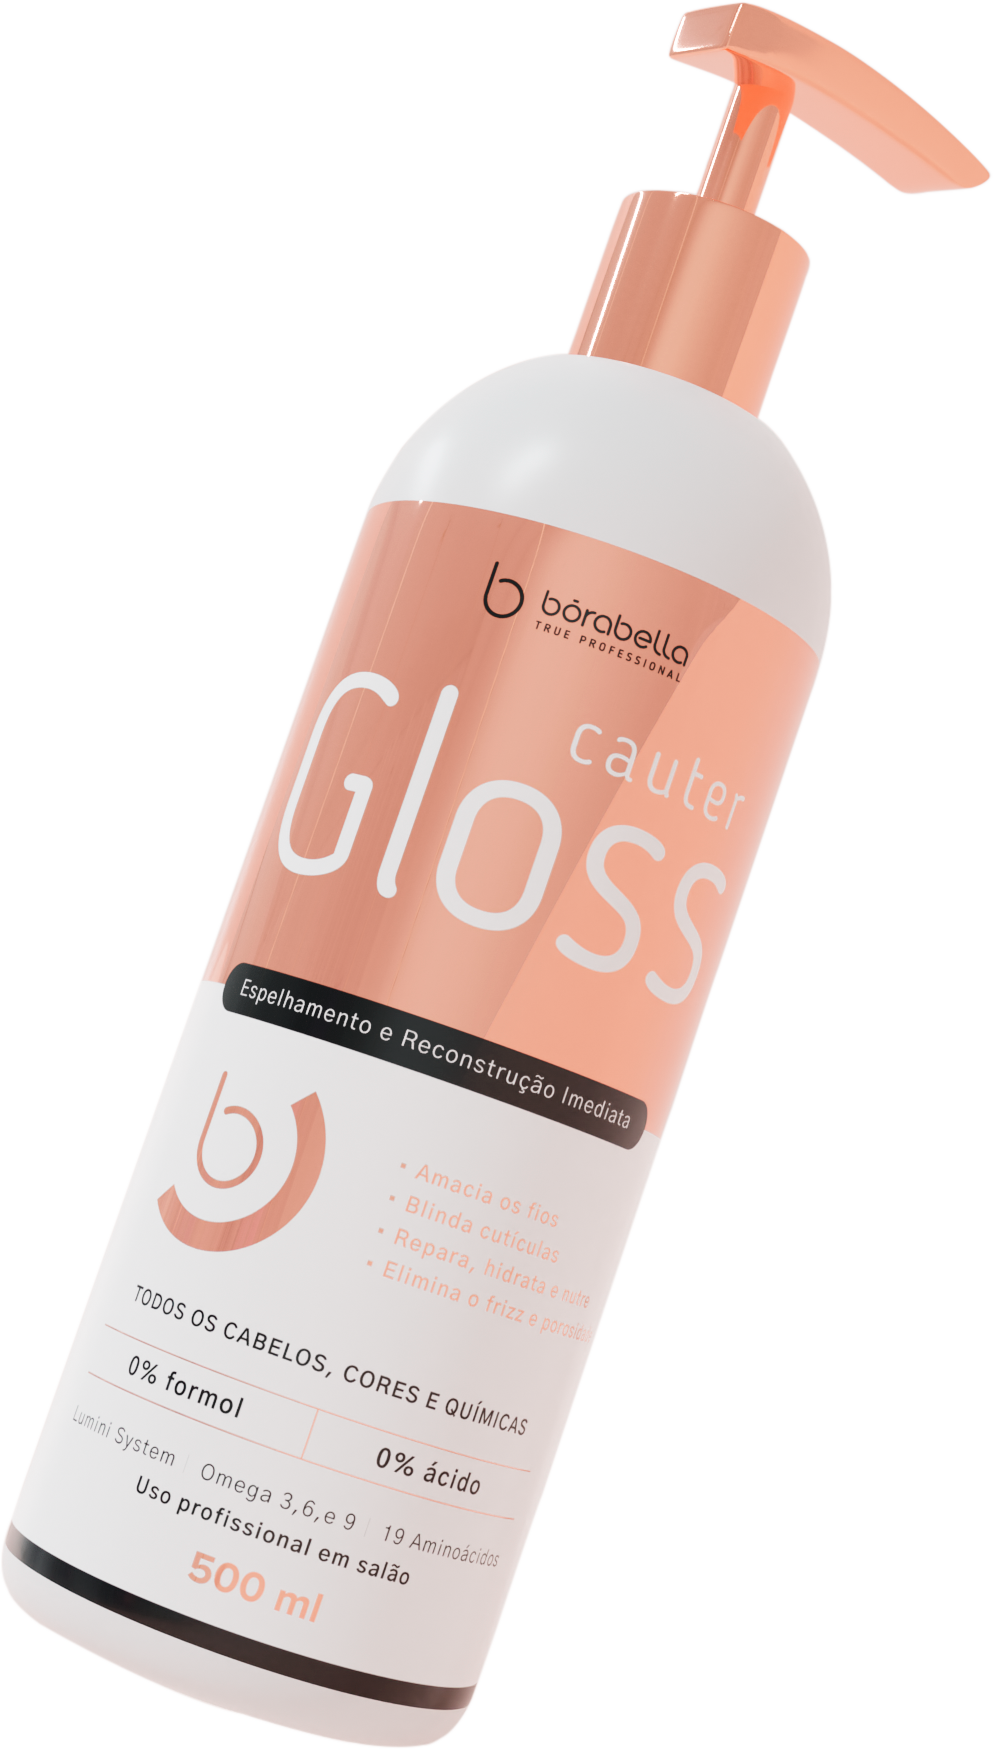 bōrabella
TRUE PROFESSIONAL
cauter
Gloss
Espelhamento e Reconstrução Imediata
b
• Amacia os fios
• Blinda cutículas
• Repara, hidrata e nutre
• Elimina o frizz e
TODOS OS CABELOS, CORES E QUÍMICAS
0% formol
0% ácido
Lumini System | Omega 3,6,e 9 | 19 Aminoácidos
Uso profissional em salão
500 ml